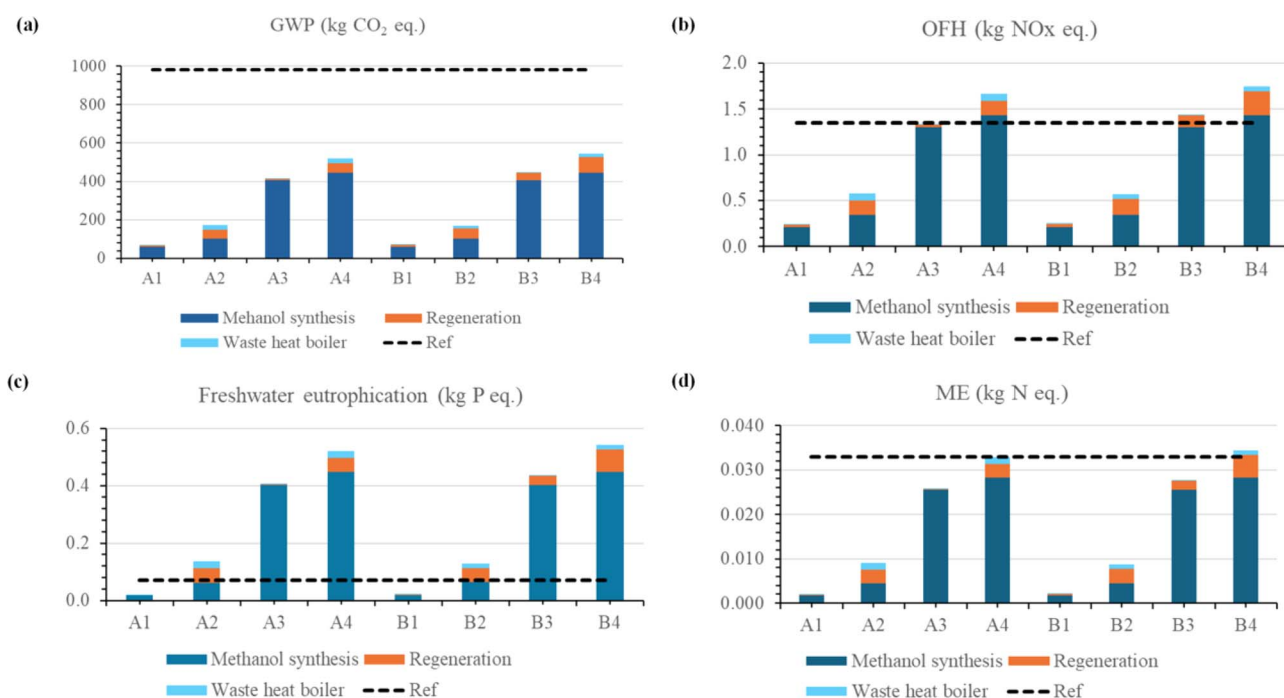 (a)
GWP (kg CO₂ eq.)
1000
800
600
400
200
0
A1 A2 A3 A4 B1 B2 B3 B4
Mehanol synthesis Regeneration
Waste heat boiler Ref
(b)
OFH (kg NOx eq.)
2.0
1.5
1.0
0.5
0.0
A1 A2 A3 A4 B1 B2 B3 B4
Methanol synthesis Regeneration
Waste heat boiler Ref
(c)
Freshwater eutrophication (kg P eq.)
0.6
0.4
0.2
0.0
A1 A2 A3 A4 B1 B2 B3 B4
Methanol synthesis Regeneration
Waste heat boiler Ref
(d)
ME (kg N eq.)
0.040
0.030
0.020
0.010
0.000
A1 A2 A3 A4 B1 B2 B3 B4
Methanol synthesis Regeneration
Waste heat boiler Ref